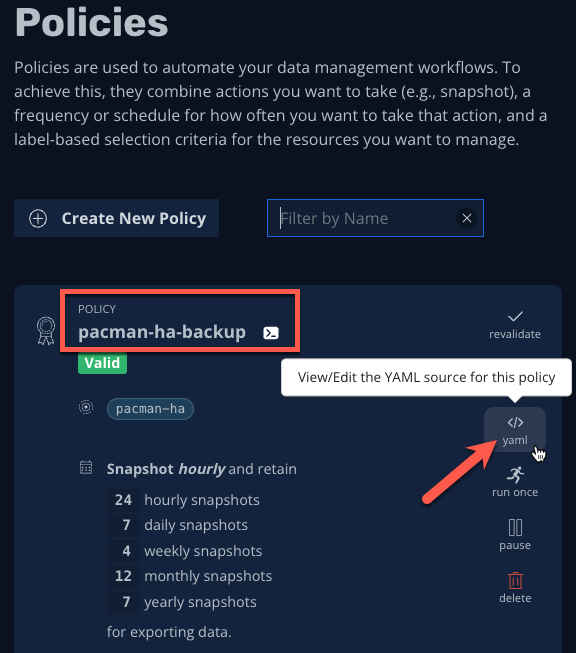 Policies
Policies are used to automate your data management workflows. To
achieve this, they combine actions you want to take (e.g., snapshot), a
frequency or schedule for how often you want to take that action, and a
label-based selection criteria for the resources you want to manage.
Create New Policy
Filter by Name
POLICY
pacman-ha-backup
Valid
revalidate
View/Edit the YAML source for this policy
pacman-ha
yaml
Snapshot hourly and retain
24 hourly snapshots
7 daily snapshots
4 weekly snapshots
12 monthly snapshots
7 yearly snapshots
for exporting data.
run once
pause
delete